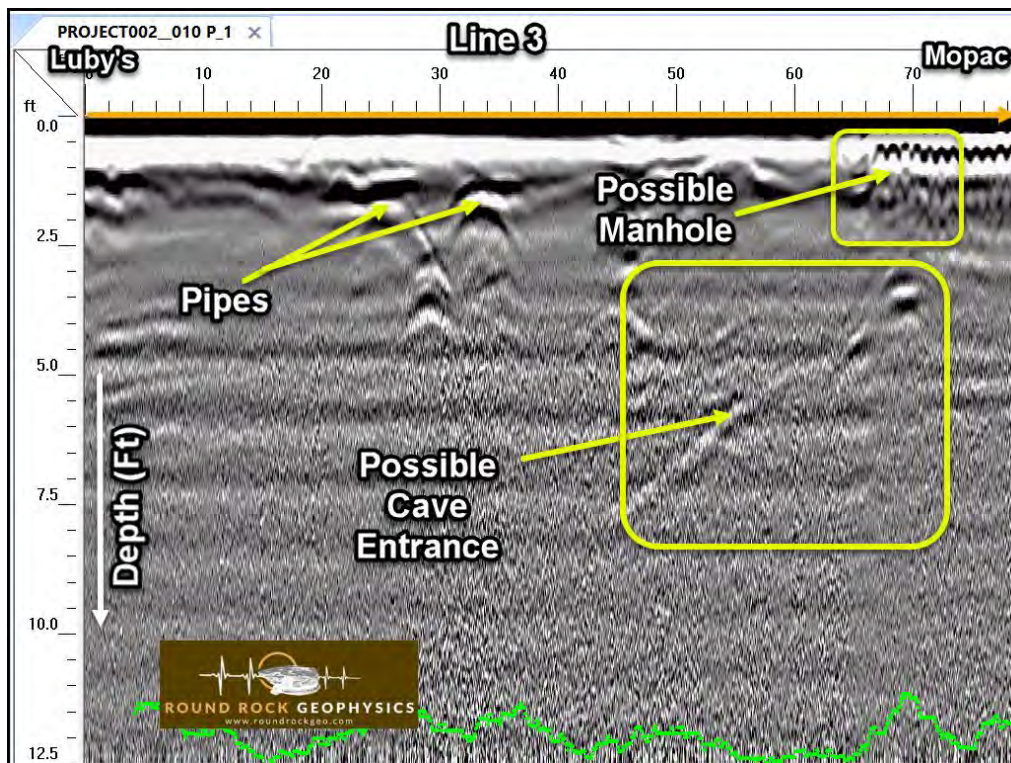 PROJECT002__010 P_1 ×
Line 3
Luby's
Mopac
0 10 20 30 40 50 60 70
ft
0.0
2.5
5.0
7.5
10.0
12.5
Possible
Manhole
Pipes
Possible
Cave
Entrance
Depth (Ft)
ROUND ROCK GEOPHYSICS
www.roundrockgeo.com